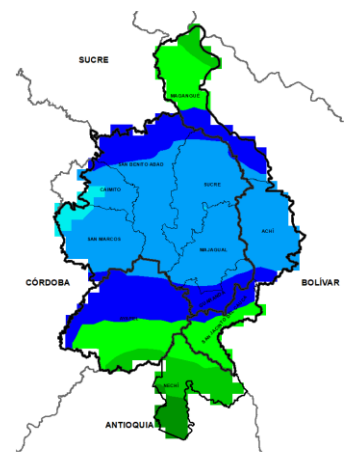 SUCRE
MAGANGUÉ
SAN BENITO ABAD
CAIMITO
SUCRE
ACHÍ
SAN MARCOS
MAJAGUAL
CÓRDOBA
BOLÍVAR
NECHÍ
ANTIOQUIA